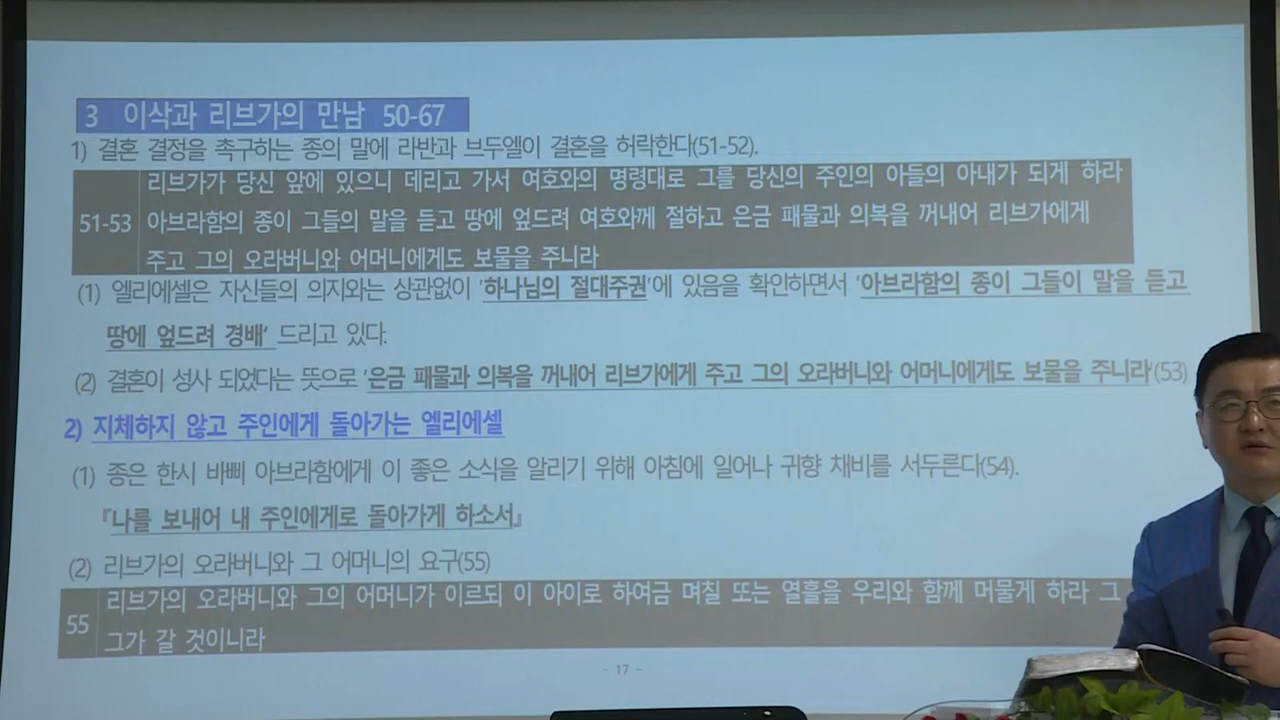 3 이삭과 리브가의 만남 50-67
1) 결혼 결정을 촉구하는 종의 말에 라반과 브두엘이 결혼을 허락한다(51-52).
리브가가 당신 앞에 있으니 데리고 가서 여호와의 명령대로 그를 당신의 주인의 아들의 아내가 되게 하라
51-53 아브라함의 종이 그들의 말을 듣고 땅에 엎드려 여호와께 절하고 은금 패물과 의복을 꺼내어 리브가에게
주고 그의 오라버니와 어머니에게도 보물을 주니라
(1) 엘리에셀은 자신들의 의지와는 상관없이 '하나님의 절대주권'에 있음을 확인하면서 '아브라함의 종이 그들이 말을 듣고
땅에 엎드려 경배' 드리고 있다.
(2) 결혼이 성사 되었다는 뜻으로 '은금 패물과 의복을 꺼내어 리브가에게 주고 그의 오라버니와 어머니에게도 보물을 주니라'(53)
2) 지체하지 않고 주인에게 돌아가는 엘리에셀
(1) 종은 한시 바삐 아브라함에게 이 좋은 소식을 알리기 위해 아침에 일어나 귀향 채비를 서두른다(54).
『나를 보내어 내 주인에게로 돌아가게 하소서』
(2) 리브가의 오라버니와 그 어머니의 요구(55)
리브가의 오라버니와 그의 어머니가 이르되 이 아이로 하여금 며칠 또는 열흘을 우리와 함께 머물게 하라 그
55 그가 갈 것이니라
- 17 -